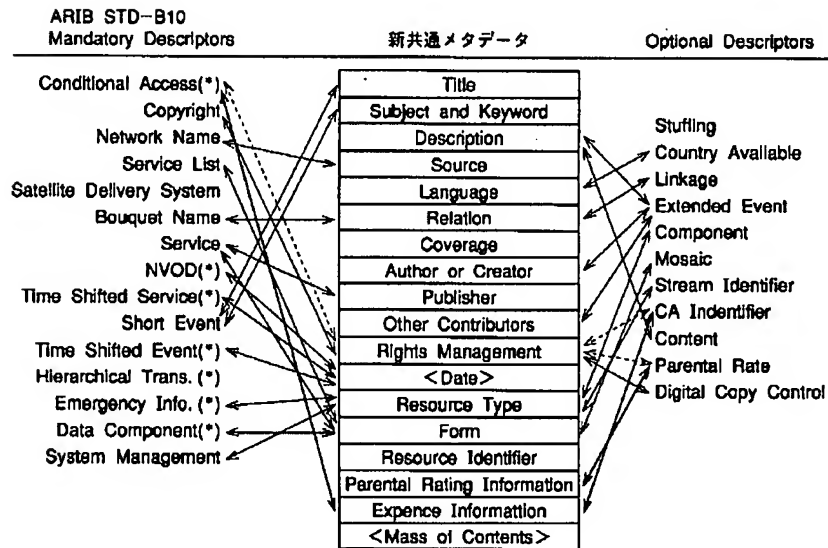 ARIB STD-B10
Mandatory Descriptors
新共通メタデータ
Optional Descriptors
Conditional Access(*)
Copyright
Network Name
Service List
Satellite Delivery System
Bouquet Name
Service
NVOD(*)
Time Shifted Service(*)
Short Event
Time Shifted Event(*)
Hierarchical Trans. (*)
Emergency Info. (*)
Data Component(*)
System Management
Title
Subject and Keyword
Description
Source
Language
Relation
Coverage
Author or Creator
Publisher
Other Contributors
Rights Management
<Date>
Resource Type
Form
Resource Identifier
Parental Rating Information
Expence Informattion
<Mass of Contents>
Stuffing
Country Available
Linkage
Extended Event
Component
Mosaic
Stream Identifier
CA Indentifier
Content
Parental Rate
Digital Copy Control